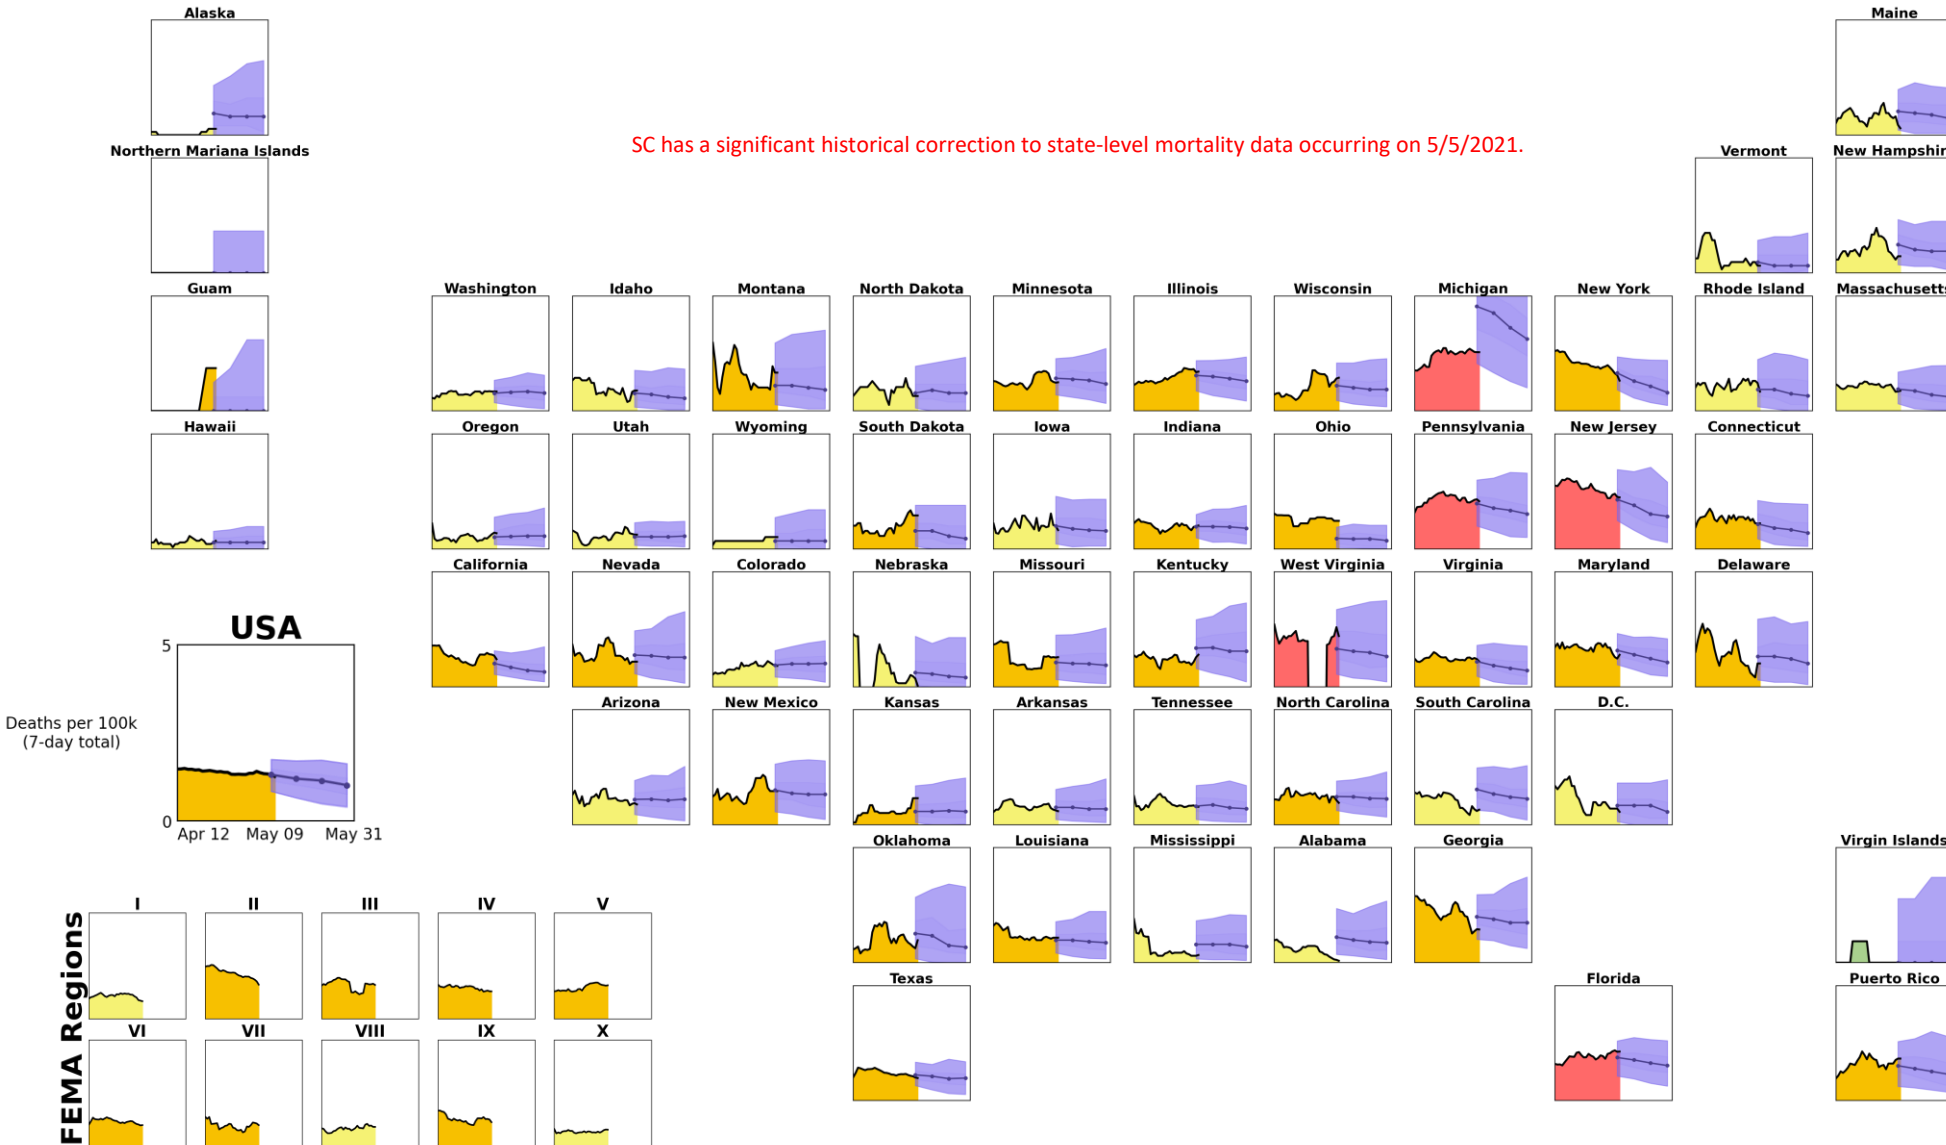 Alaska
Maine
SC has a significant historical correction to state-level mortality data occurring on 5/5/2021.
Northern Mariana Islands
Vermont
New Hampshir
Guam
Washington
Idaho
Montana
North Dakota
Minnesota
Illinois
Wisconsin
Michigan
New York
Rhode Island
Massachusetts
Hawaii
Oregon
Utah
Wyoming
South Dakota
Iowa
Indiana
Ohio
Pennsylvania
New Jersey
Connecticut
California
Nevada
Colorado
Nebraska
Missouri
Kentucky
West Virginia
Virginia
Maryland
Delaware
USA
5
Deaths per 100k
(7-day total)
0
Apr 12
May 09
May 31
Arizona
New Mexico
Kansas
Arkansas
Tennessee
North Carolina
South Carolina
D.C.
Oklahoma
Louisiana
Mississippi
Alabama
Georgia
Virgin Islands
Texas
Florida
Puerto Rico
FEMA Regions
I
II
III
IV
V
VI
VII
VIII
IX
X